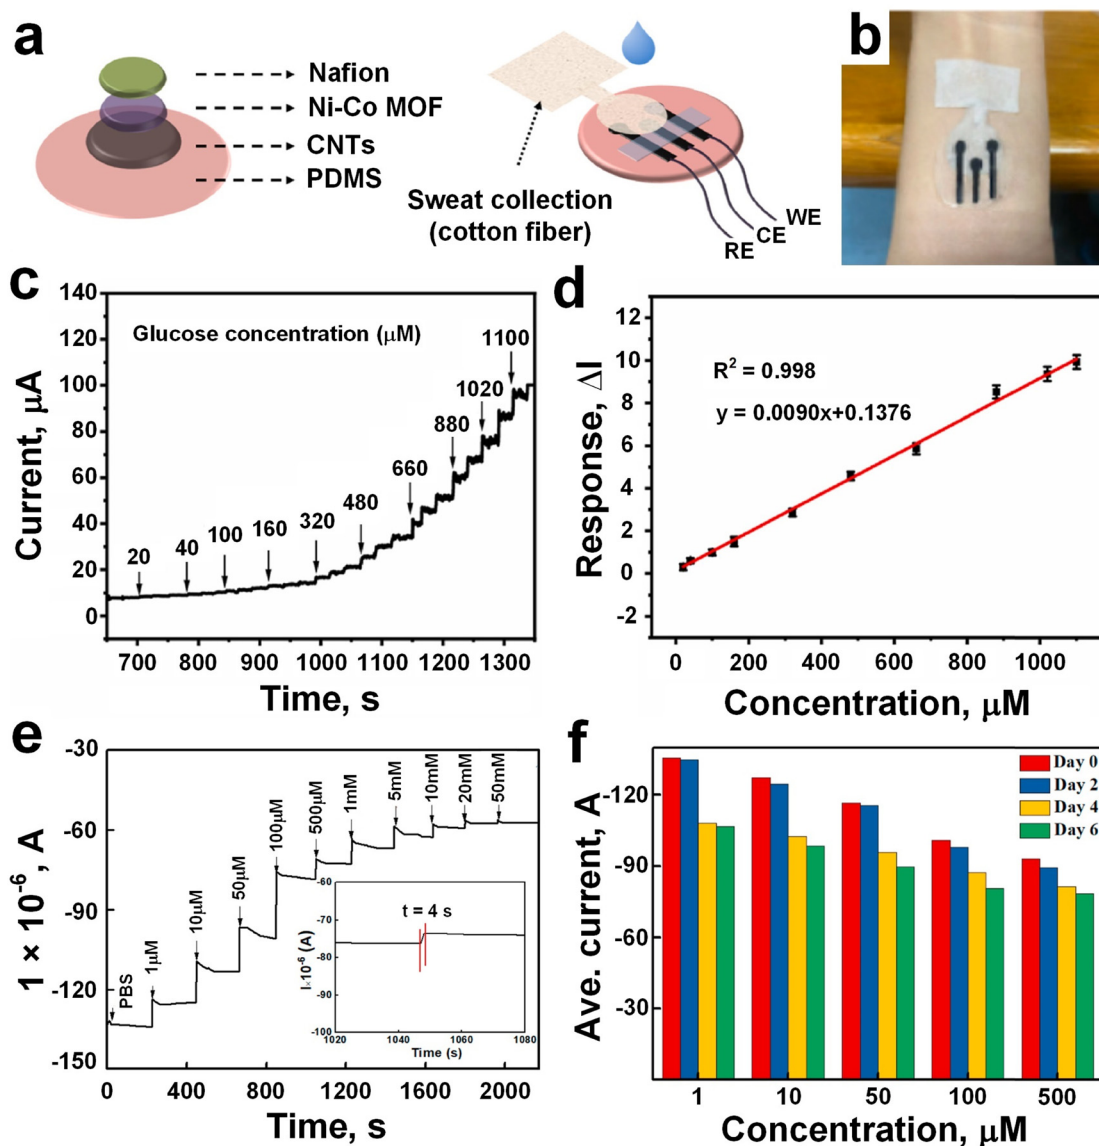 a
Nafion
Ni-Co MOF
CNTs
PDMS
Sweat collection
(cotton fiber)
WE
CE
RE
b
c
Current, μA
140
120
100
80
60
40
20
0
Glucose concentration (μM)
20
40
100
160
320
480
660
880
1020
1100
700 800 900 1000 1100 1200 1300
Time, s
d
Response, ΔI
12
10
8
6
4
2
0
-2
R² = 0.998
y = 0.0090x+0.1376
0 200 400 600 800 1000
Concentration, μM
e
1 × 10⁻⁶, A
-30
-60
-90
-120
-150
PBS
1μM
10μM
50μM
100μM
500μM
1mM
5mM
10mM
20mM
50mM
I×10⁻⁶ (A)
-60
-70
-80
-90
-100
t = 4 s
1020 1040 1060 1080
Time (s)
0 400 800 1200 1600 2000
Time, s
f
Ave. current, A
-120
-90
-60
-30
Day 0
Day 2
Day 4
Day 6
1 10 50 100 500
Concentration, μM